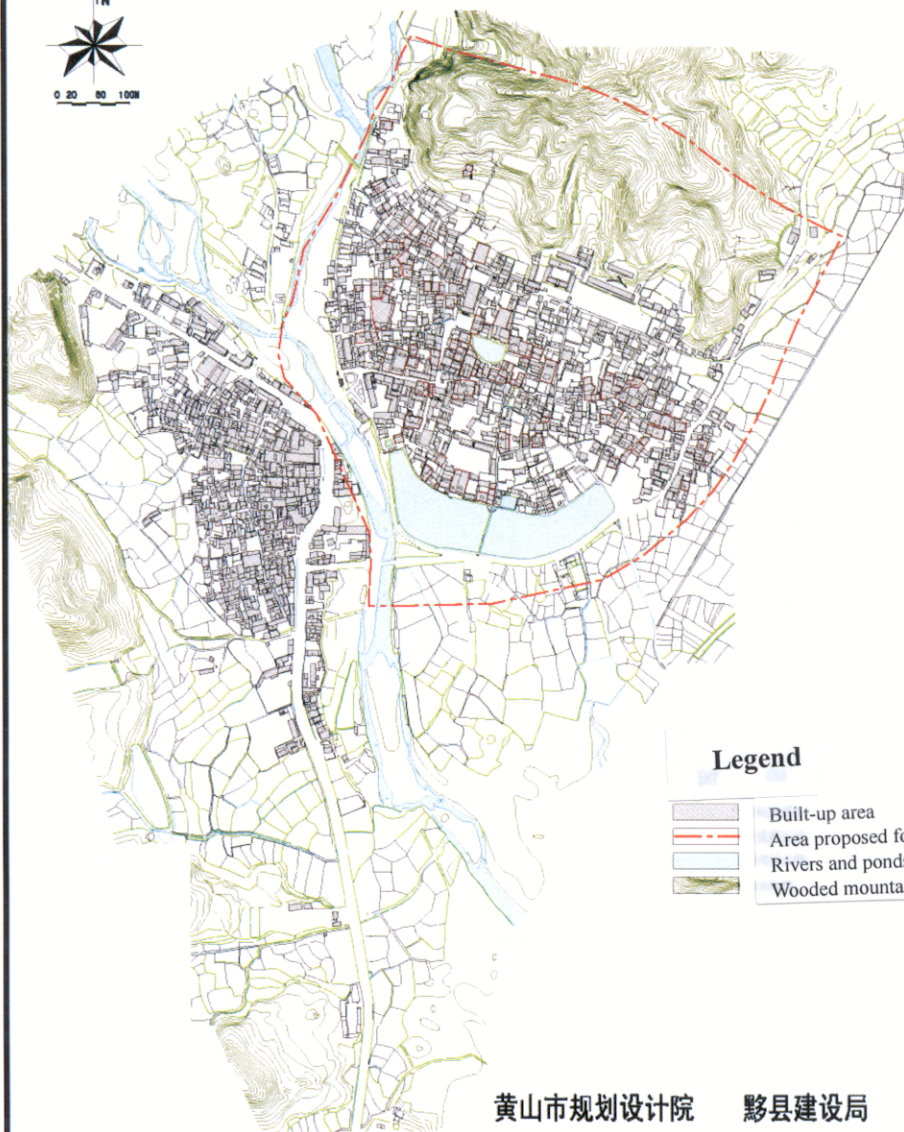 N
0 20 60 100M
Legend
Built-up area
Area proposed fo
Rivers and ponds
Wooded mounta
黄山市规划设计院 黟县建设局